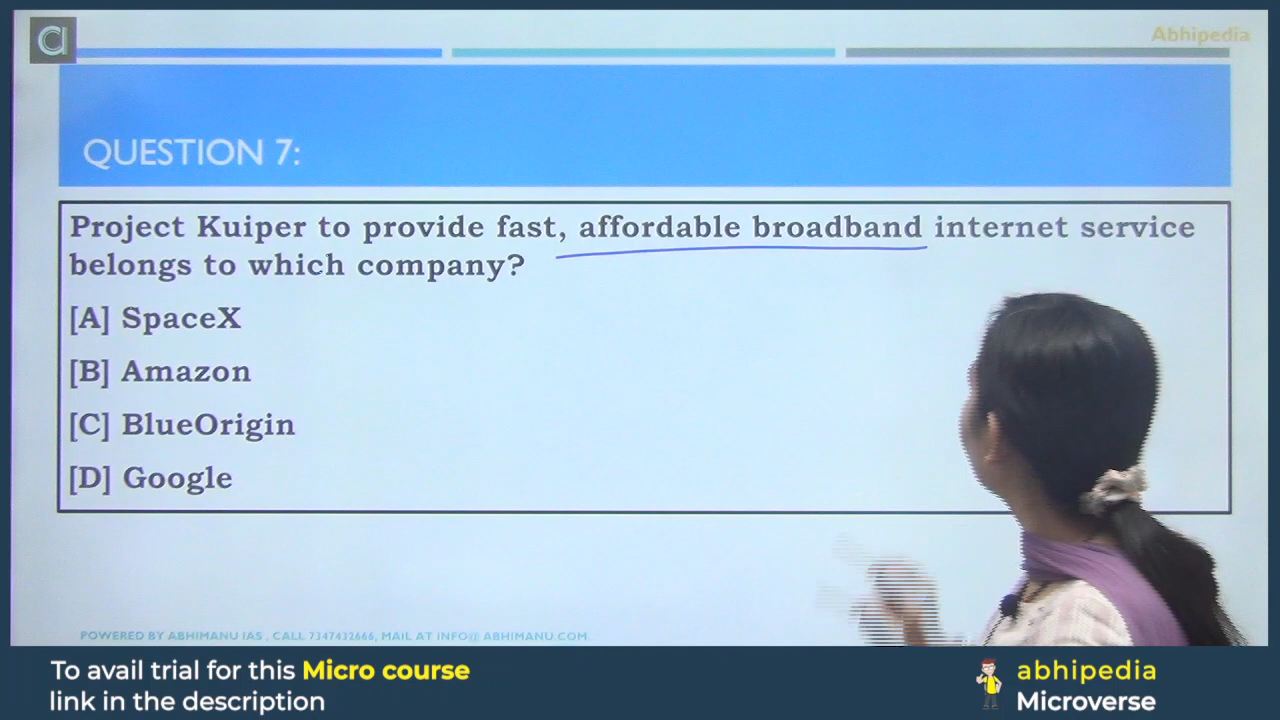 Abhipedia
QUESTION 7:
Project Kuiper to provide fast, affordable broadband internet service
belongs to which company?
[A] SpaceX
[B] Amazon
[C] BlueOrigin
[D] Google
POWERED BY ABHIMANU IAS , CALL 7347432666, MAIL AT INFO@ ABHIMANU.COM.
To avail trial for this Micro course
link in the description
abhipedia
Microverse